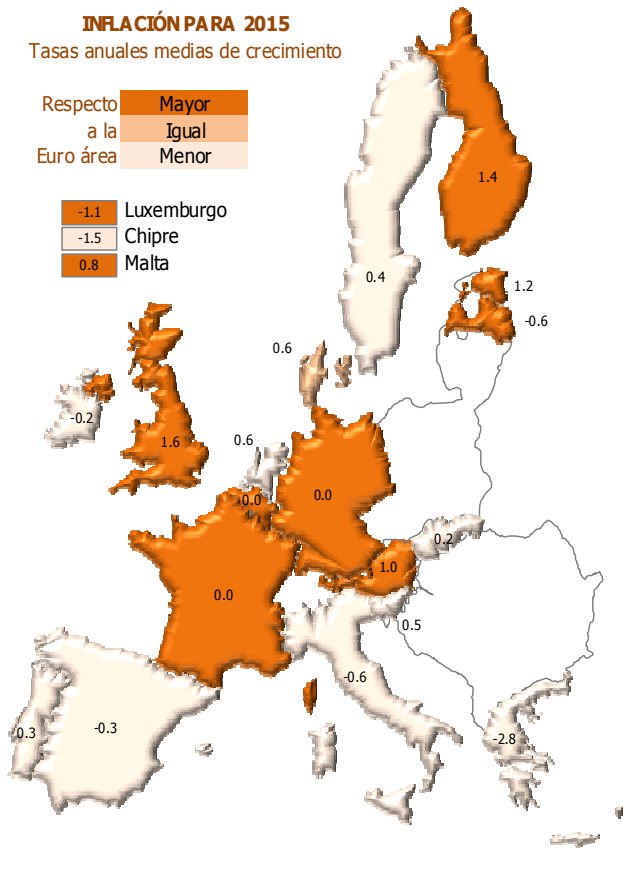 INFLACIÓN PARA 2015
Tasas anuales medias de crecimiento
Respecto Mayor
a la Igual
Euro área Menor
-1.1 Luxemburgo
-1.5 Chipre
0.8 Malta
1.4
0.4
1.2
-0.6
0.6
-0.2
1.6
0.6
0.0
0.0
0.2
1.0
0.0
0.5
-0.6
0.3
-0.3
-2.8